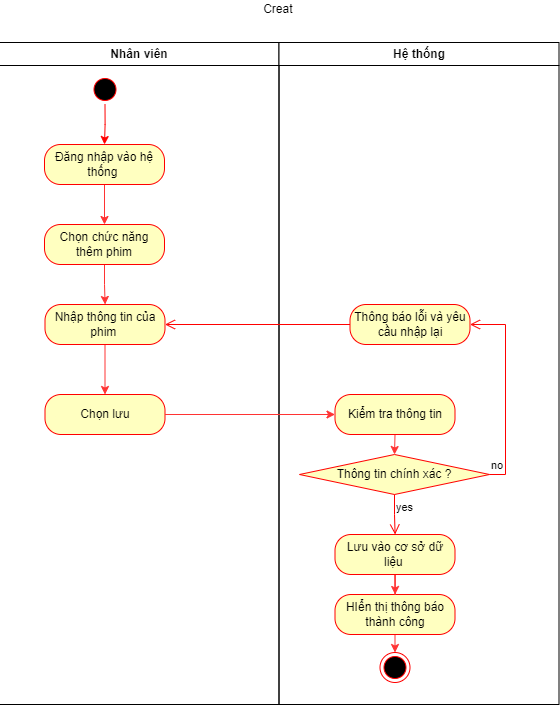 Creat
Nhân viên
Hệ thống
Đăng nhập vào hệ
thống
Chọn chức năng
thêm phim
Nhập thông tin của
phim
Thông báo lỗi và yêu
cầu nhập lại
Chọn lưu
Kiểm tra thông tin
Thông tin chính xác ?
no
yes
Lưu vào cơ sở dữ
liệu
Hiển thị thông báo
thành công